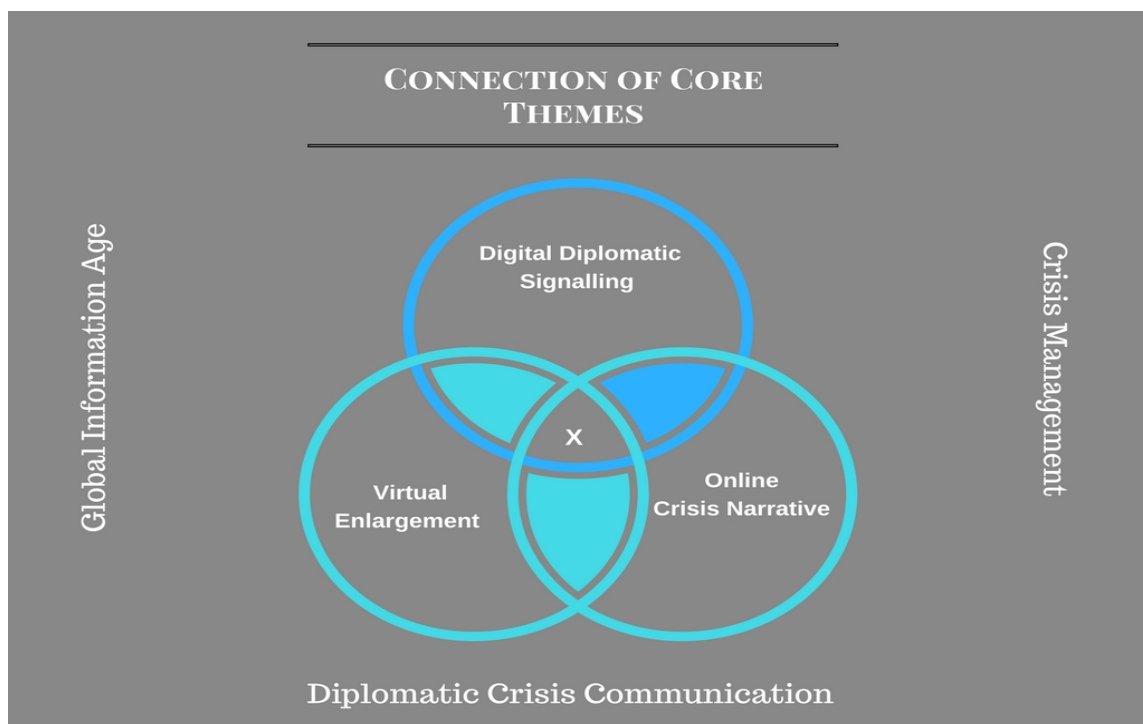 CONNECTION OF CORE
THEMES
Global Information Age
Digital Diplomatic
Signalling
Crisis Management
X
Virtual
Enlargement
Online
Crisis Narrative
Diplomatic Crisis Communication